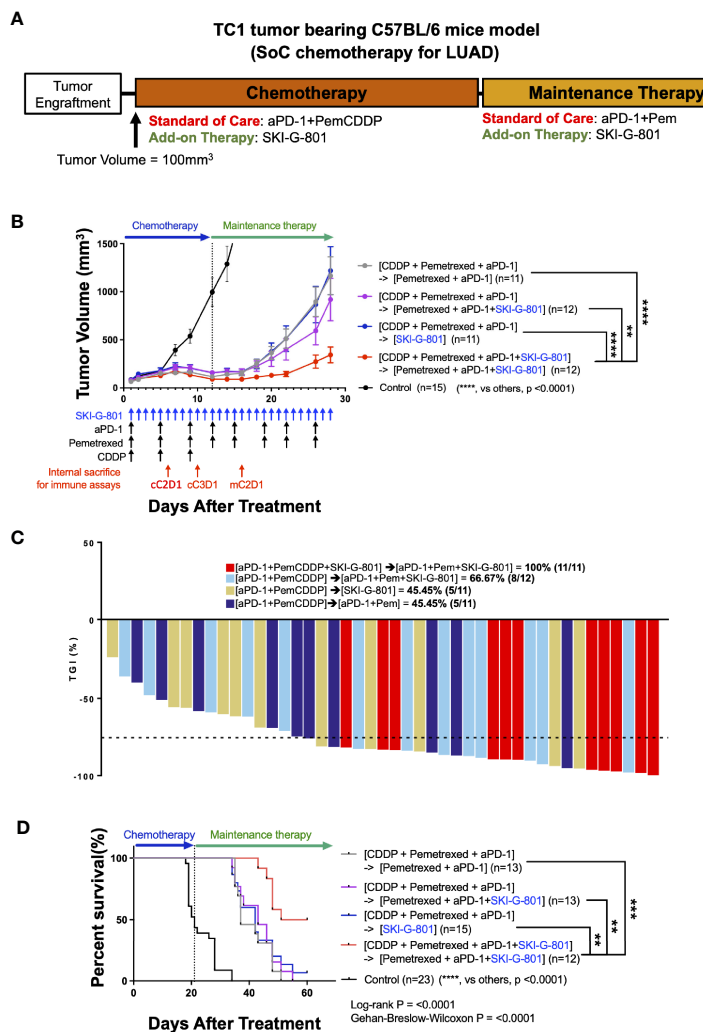 A
TC1 tumor bearing C57BL/6 mice model
(SoC chemotherapy for LUAD)
Tumor
Engraftment
Chemotherapy
Maintenance Therapy
Standard of Care: aPD-1+PemCDDP
Add-on Therapy: SKI-G-801
Standard of Care: aPD-1+Pem
Add-on Therapy: SKI-G-801
Tumor Volume = 100mm³
B
Chemotherapy
Maintenance therapy
Tumor Volume (mm³)
1500
1000
500
0
0
10
20
30
SKI-G-801
aPD-1
Pemetrexed
CDDP
Internal sacrifice
for immune assays
cC2D1
cC3D1
mC2D1
Days After Treatment
[CDDP + Pemetrexed + aPD-1]
-> [Pemetrexed + aPD-1] (n=11)
[CDDP + Pemetrexed + aPD-1]
-> [Pemetrexed + aPD-1+SKI-G-801] (n=12)
[CDDP + Pemetrexed + aPD-1]
-> [SKI-G-801] (n=11)
[CDDP + Pemetrexed + aPD-1+SKI-G-801]
-> [Pemetrexed + aPD-1+SKI-G-801] (n=12)
Control (n=15) (****, vs others, p <0.0001)
****
**
****
C
50
0
-50
-100
TGI (%)
[aPD-1+PemCDDP+SKI-G-801] ➔[aPD-1+Pem+SKI-G-801] = 100% (11/11)
[aPD-1+PemCDDP] ➔[aPD-1+Pem+SKI-G-801] = 66.67% (8/12)
[aPD-1+PemCDDP]➔[SKI-G-801] = 45.45% (5/11)
[aPD-1+PemCDDP]➔[aPD-1+Pem] = 45.45% (5/11)
D
Chemotherapy
Maintenance therapy
Percent survival(%)
100
50
0
0
20
40
60
Days After Treatment
[CDDP + Pemetrexed + aPD-1]
-> [Pemetrexed + aPD-1] (n=13)
[CDDP + Pemetrexed + aPD-1]
-> [Pemetrexed + aPD-1+SKI-G-801] (n=13)
[CDDP + Pemetrexed + aPD-1]
-> [SKI-G-801] (n=15)
[CDDP + Pemetrexed + aPD-1+SKI-G-801]
-> [Pemetrexed + aPD-1+SKI-G-801] (n=12)
Control (n=23) (****, vs others, p <0.0001)
***
**
**
Log-rank P = <0.0001
Gehan-Breslow-Wilcoxon P = <0.0001